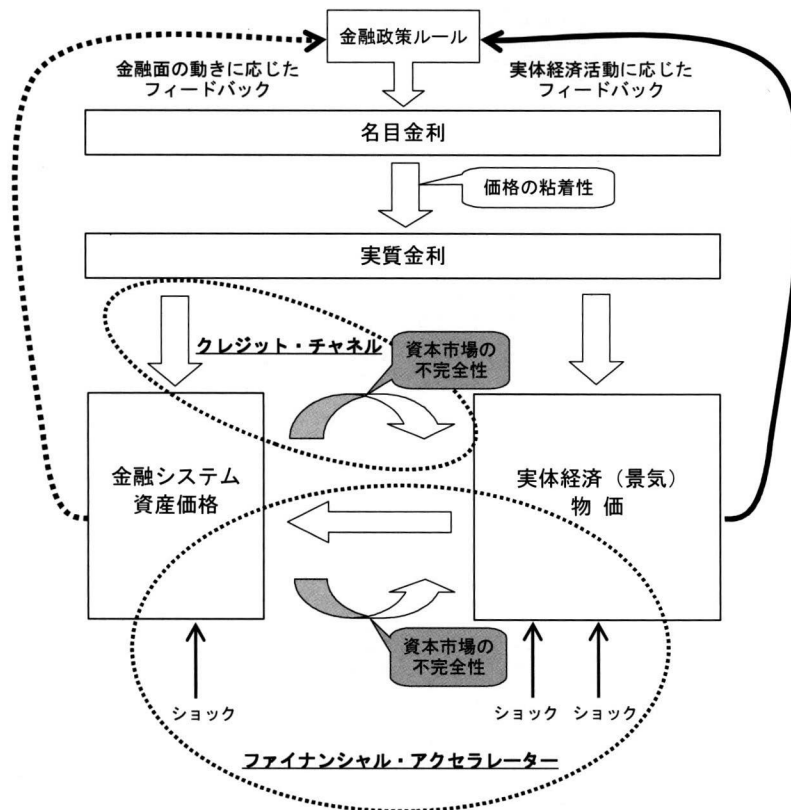 金融政策ルール
金融面の動きに応じた
フィードバック
実体経済活動に応じた
フィードバック
名目金利
価格の粘着性
実質金利
クレジット・チャネル
資本市場の
不完全性
金融システム
資産価格
実体経済（景気）
物 価
資本市場の
不完全性
ショック
ショック
ショック
ファイナンシャル・アクセラレーター